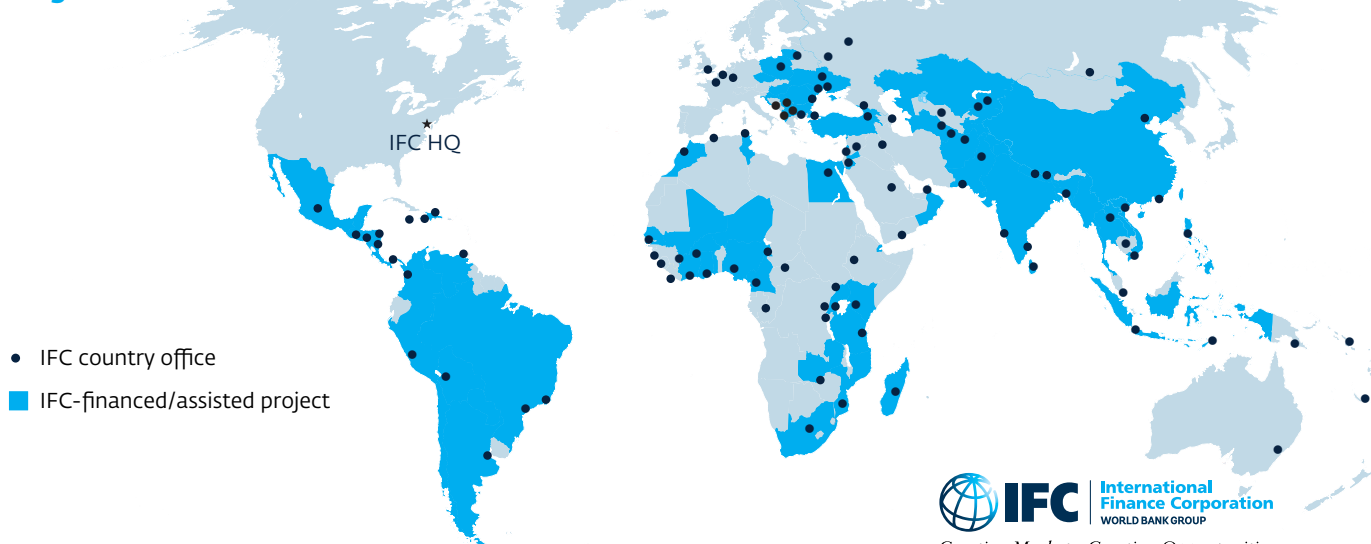 IFC HQ
IFC country office
IFC-financed/assisted project
IFC
International
Finance Corporation
WORLD BANK GROUP